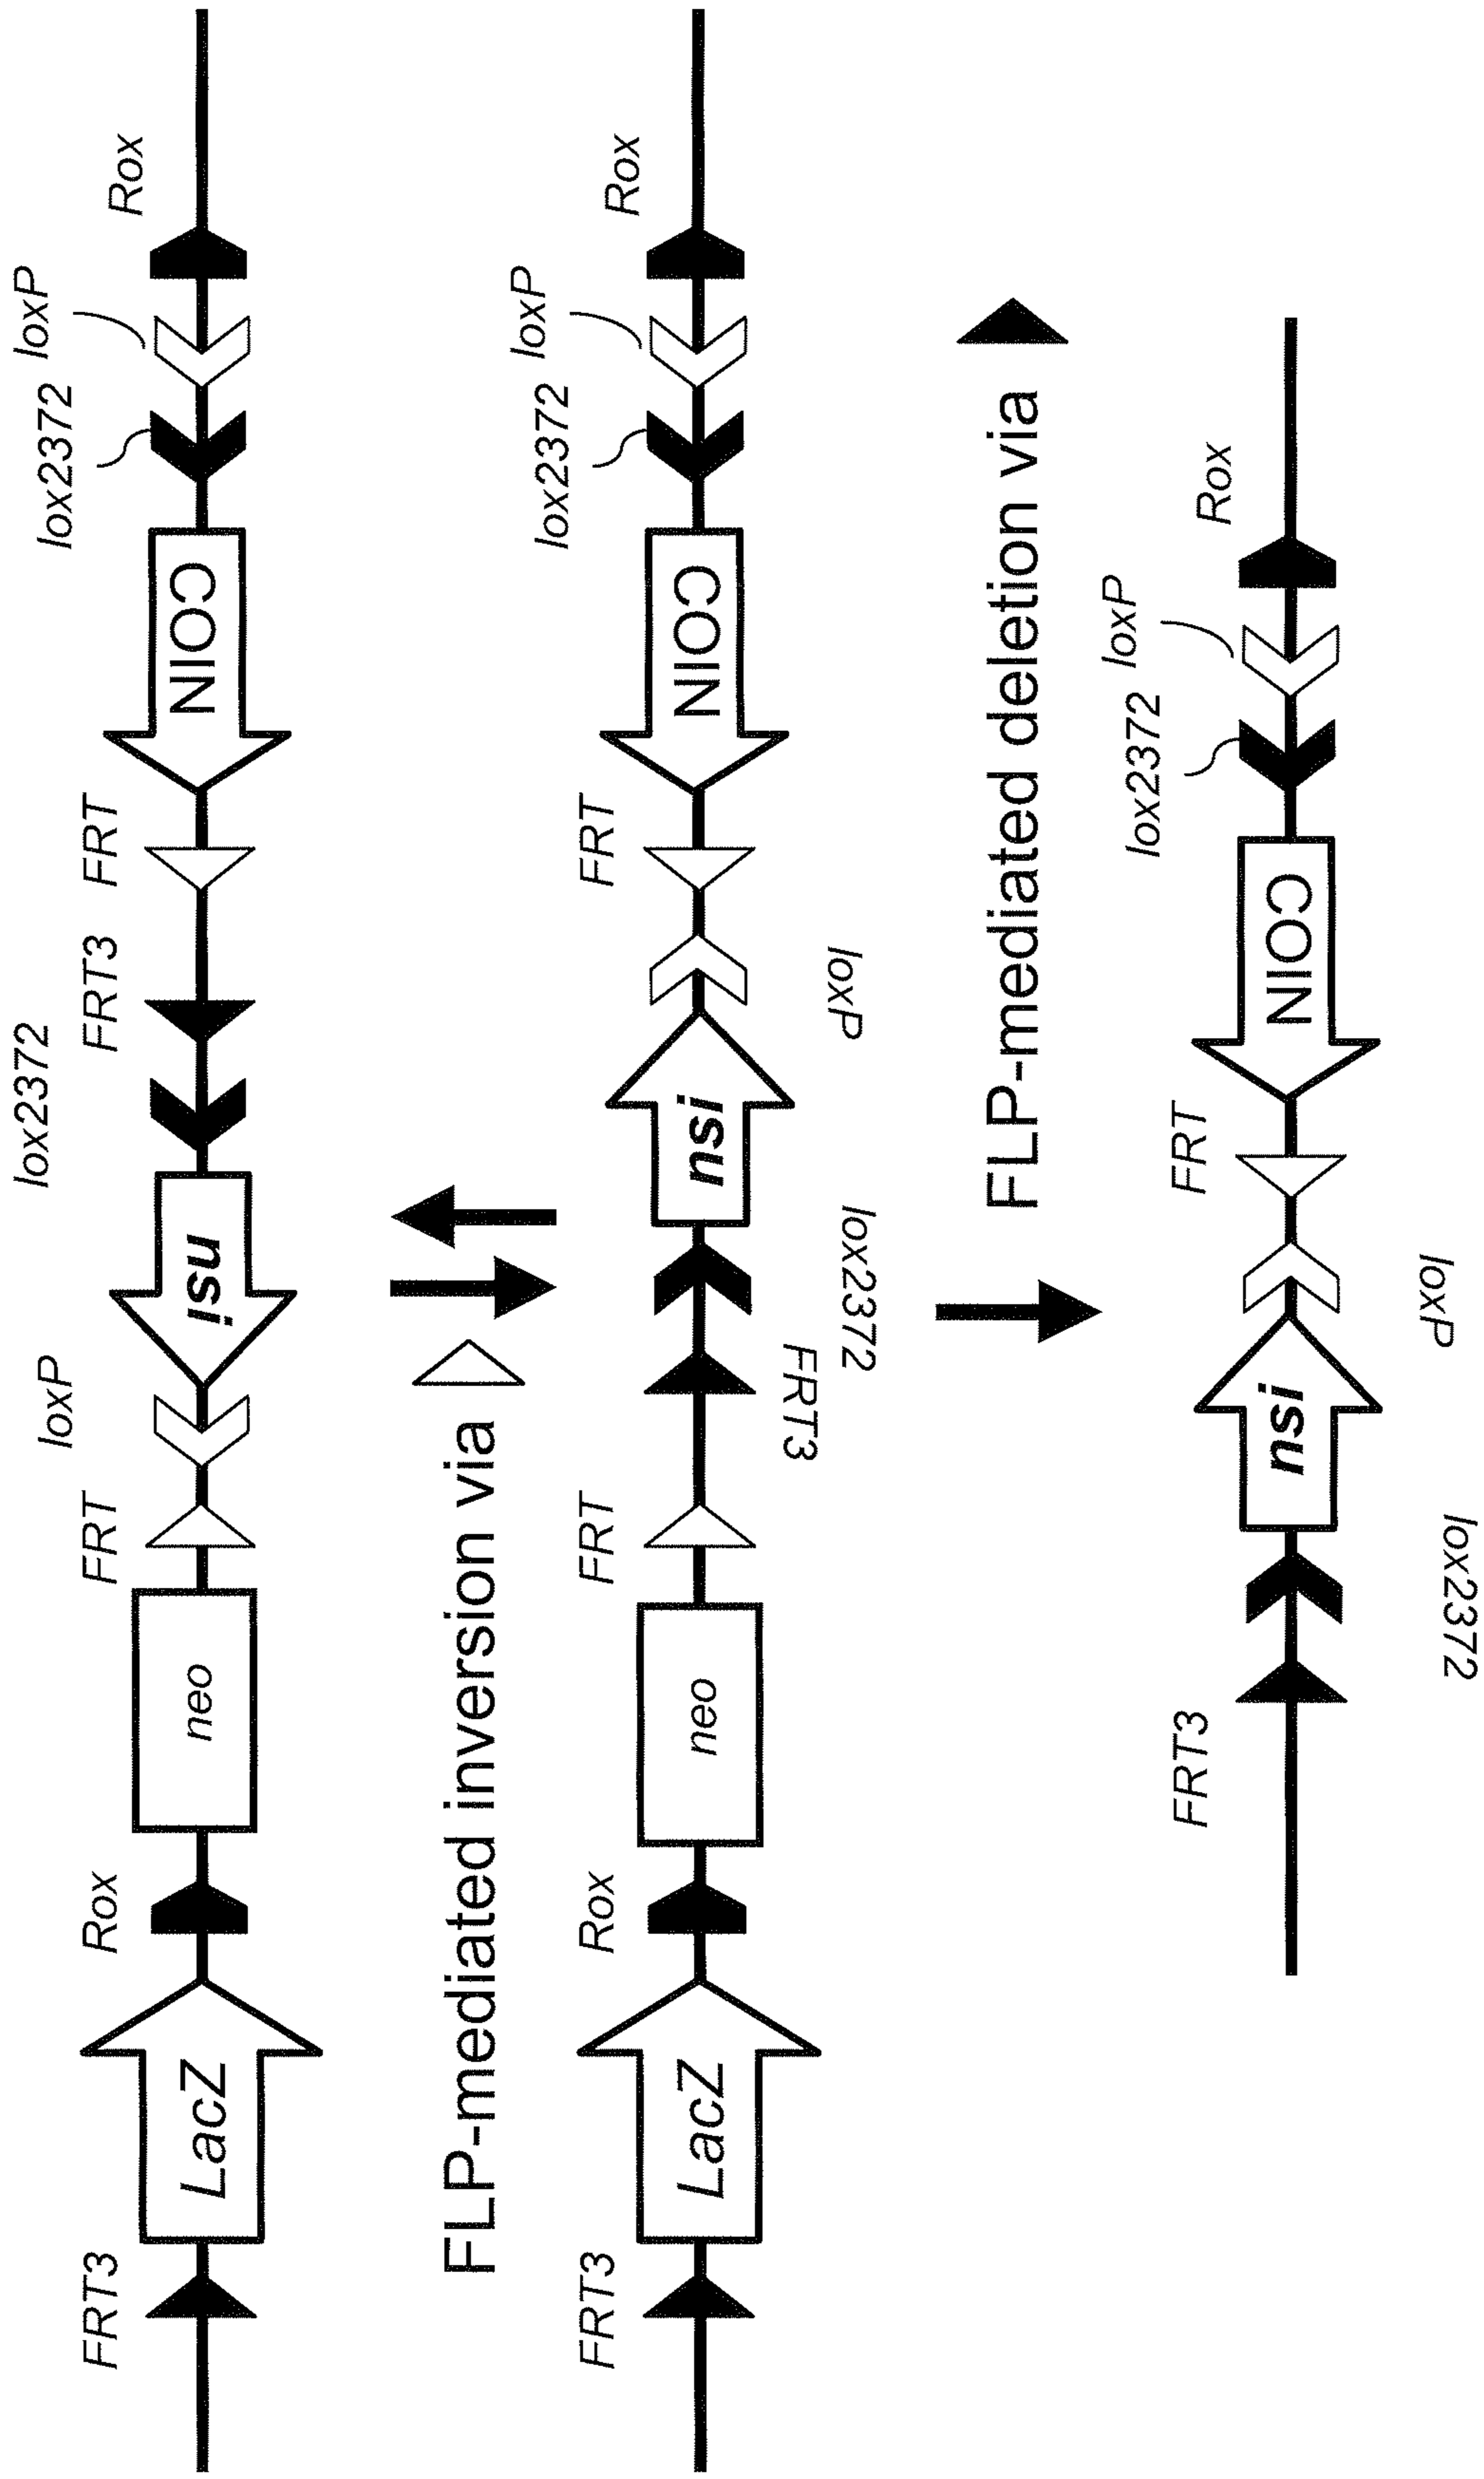 Rox
loxP
lox2372
COIN
FRT
FRT3
lox2372
nsi
loxP
FRT
neo
Rox
LacZ
FRT3
FLP-mediated inversion via
Rox
loxP
lox2372
COIN
FRT
loxP
nsi
lox2372
FRT3
FRT
neo
Rox
LacZ
FRT3
FLP-mediated deletion via
Rox
loxP
lox2372
COIN
FRT
loxP
nsi
lox2372
FRT3